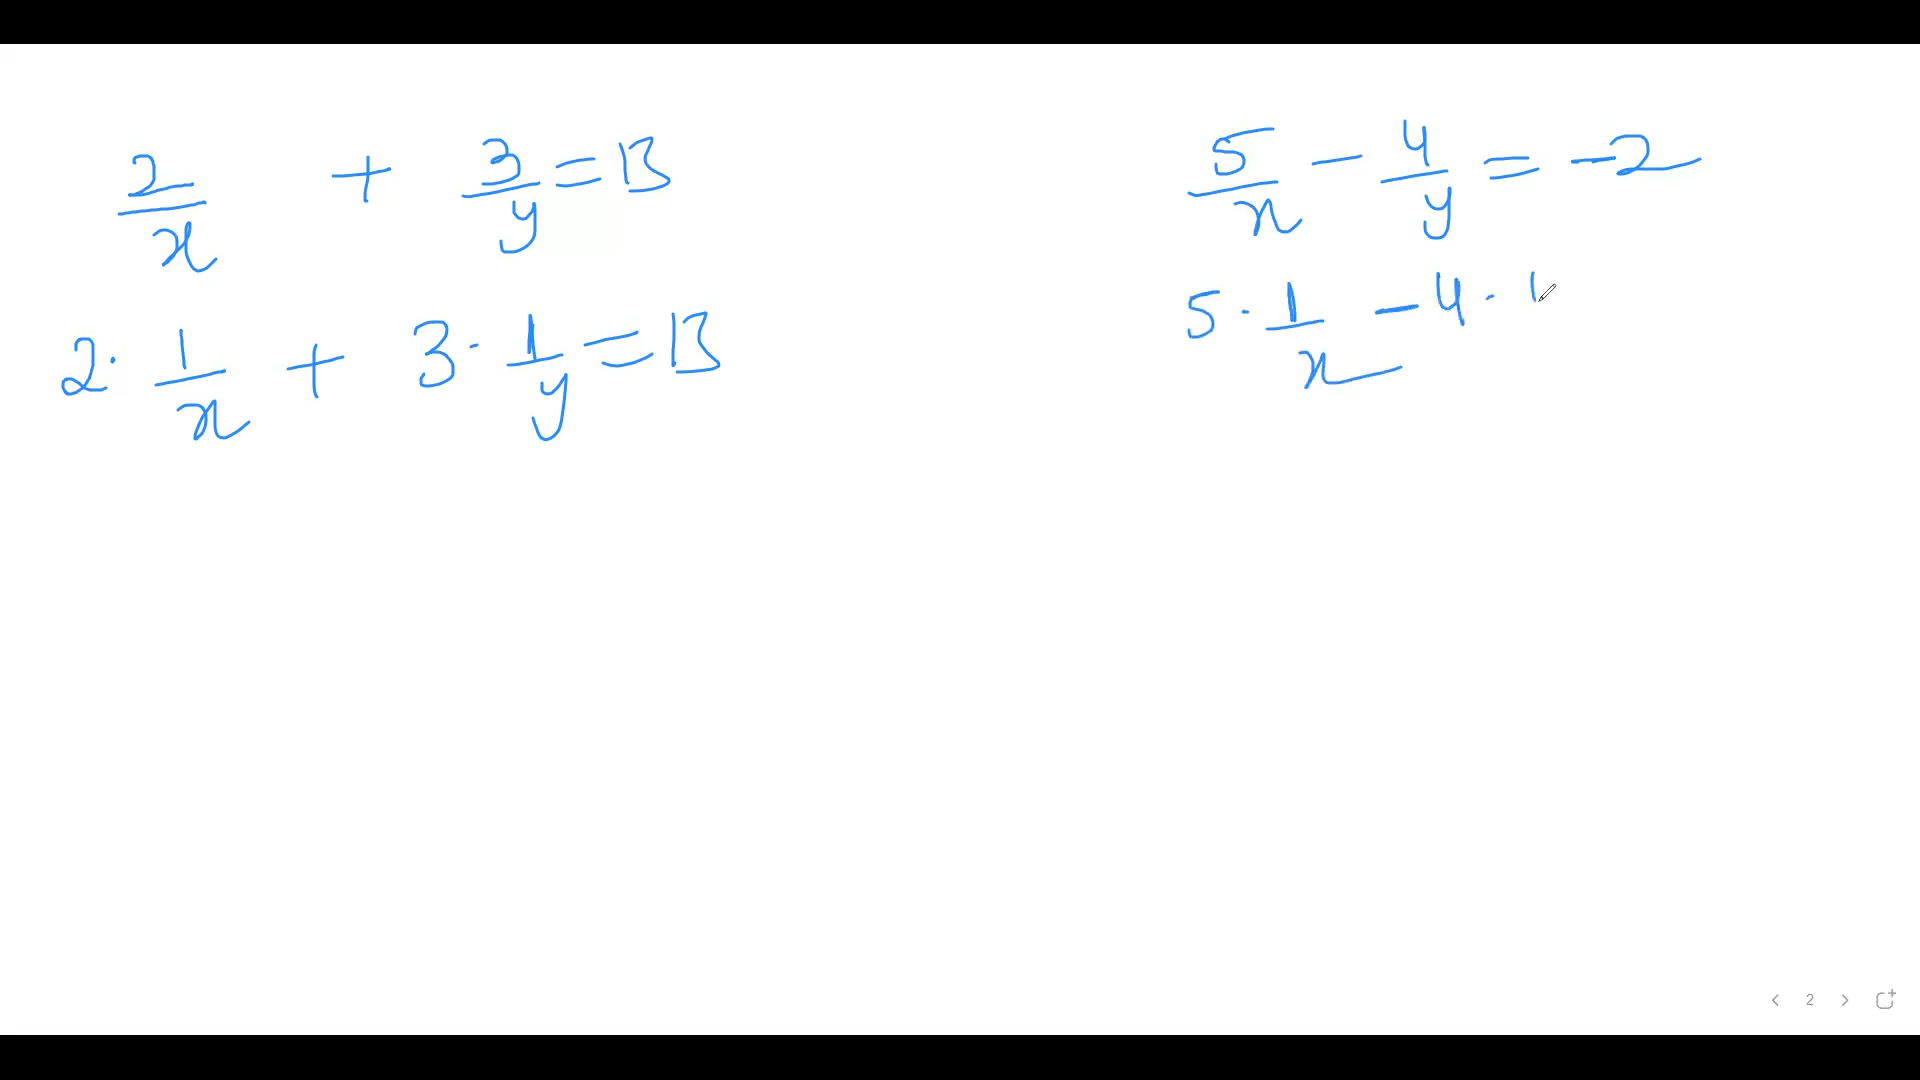 2/x + 3/y = 13
2 · 1/x + 3 · 1/y = 13
5/x - 4/y = -2
5 · 1/x - 4 · 1
2